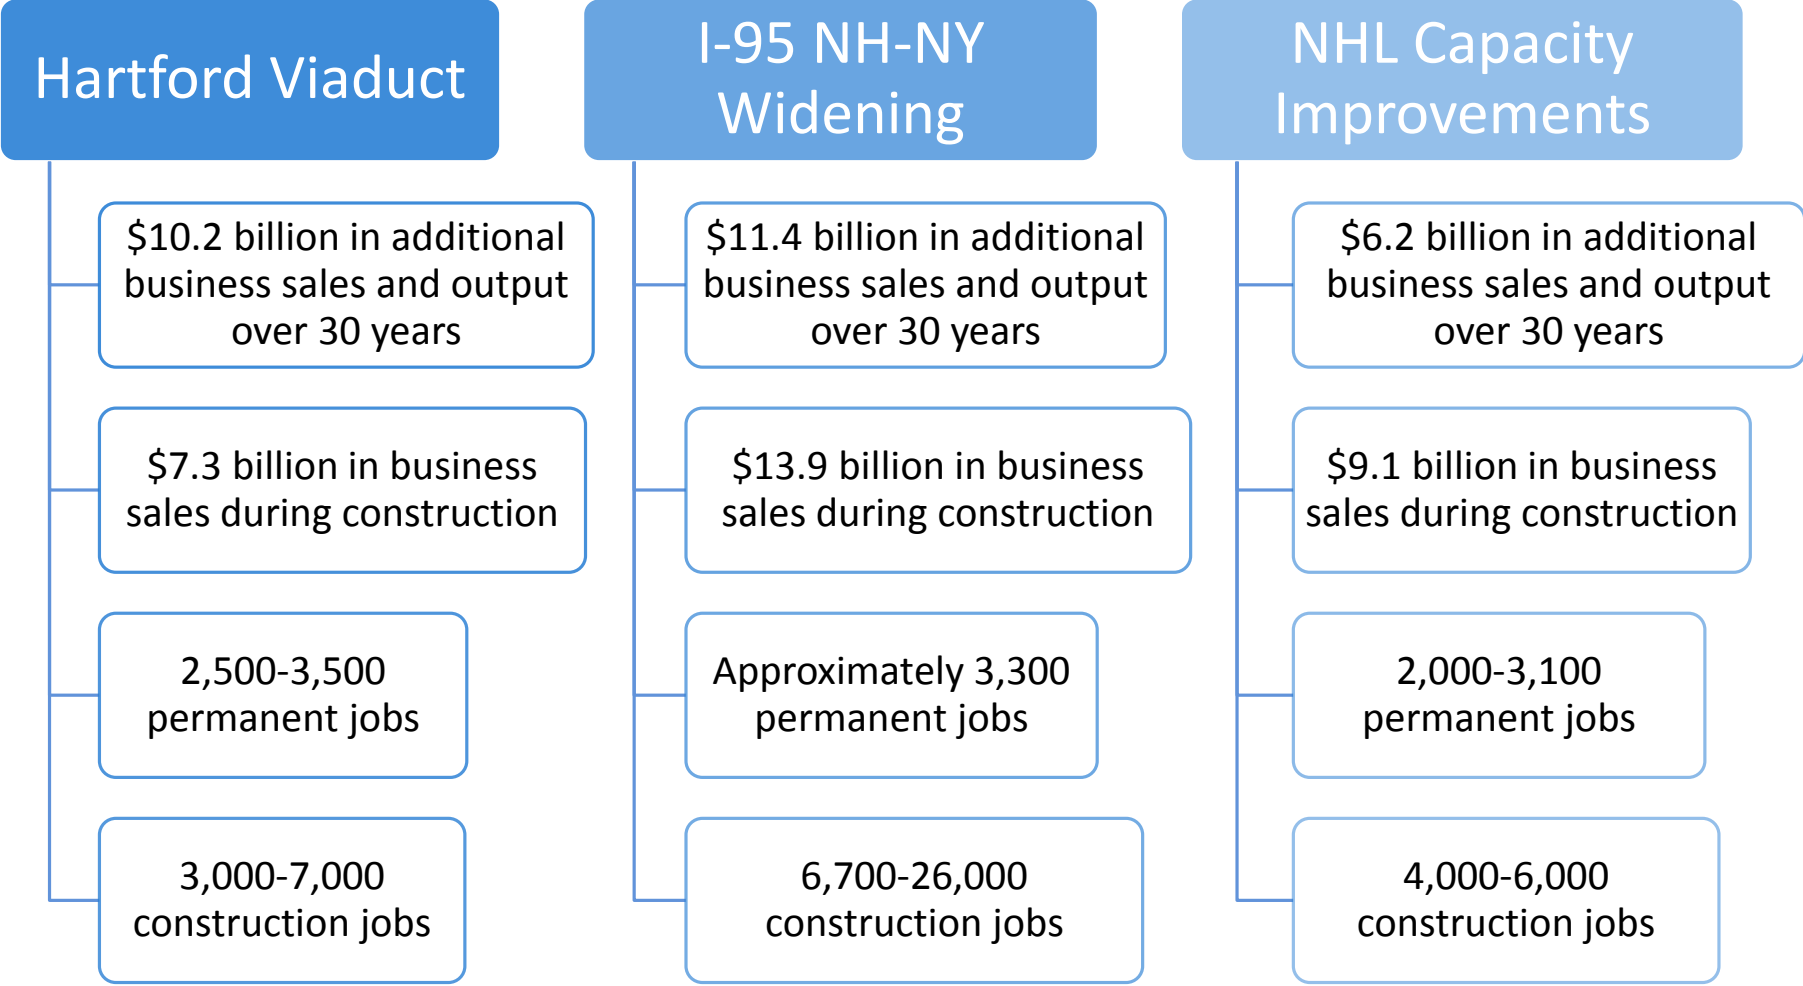 Hartford Viaduct
$10.2 billion in additional
business sales and output
over 30 years
$7.3 billion in business
sales during construction
2,500-3,500
permanent jobs
3,000-7,000
construction jobs
I-95 NH-NY
Widening
$11.4 billion in additional
business sales and output
over 30 years
$13.9 billion in business
sales during construction
Approximately 3,300
permanent jobs
6,700-26,000
construction jobs
NHL Capacity
Improvements
$6.2 billion in additional
business sales and output
over 30 years
$9.1 billion in business
sales during construction
2,000-3,100
permanent jobs
4,000-6,000
construction jobs